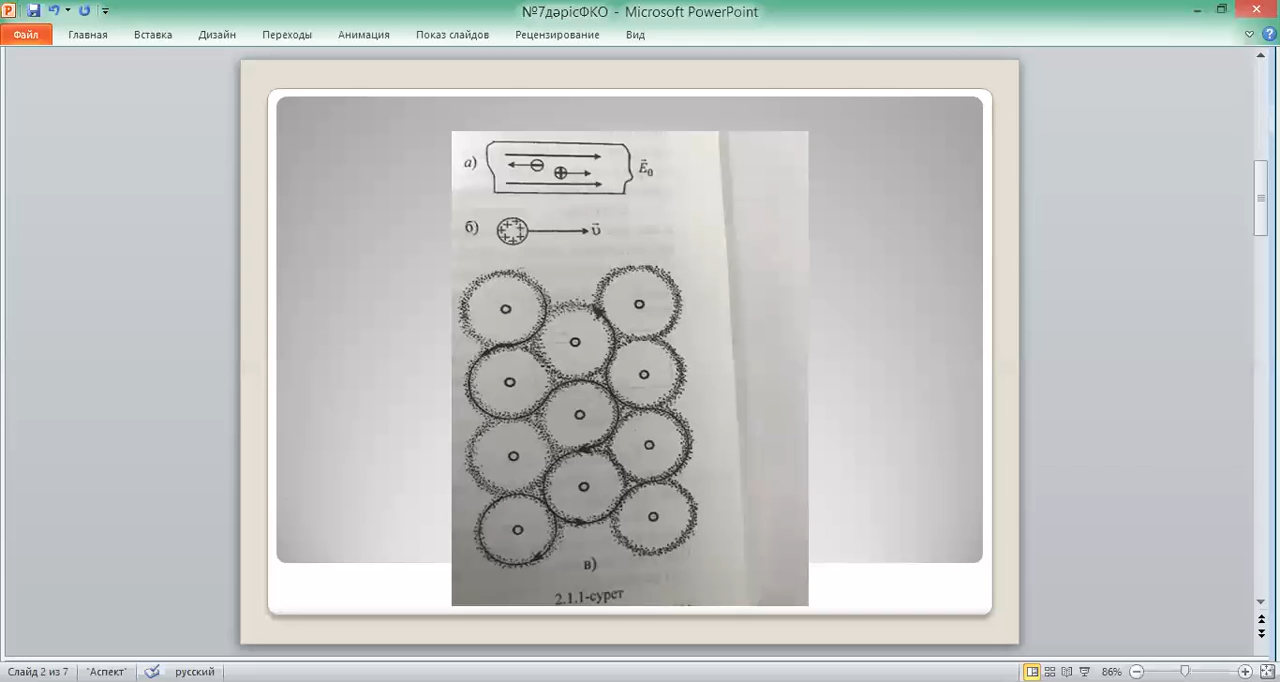 №7дәрісФКО - Microsoft PowerPoint
Файл Главная Вставка Дизайн Переходы Анимация Показ слайдов Рецензирование Вид
а) E⃗₀
б) υ⃗
в)
2.1.1-сурет
Слайд 2 из 7 "Аспект" русский 86%